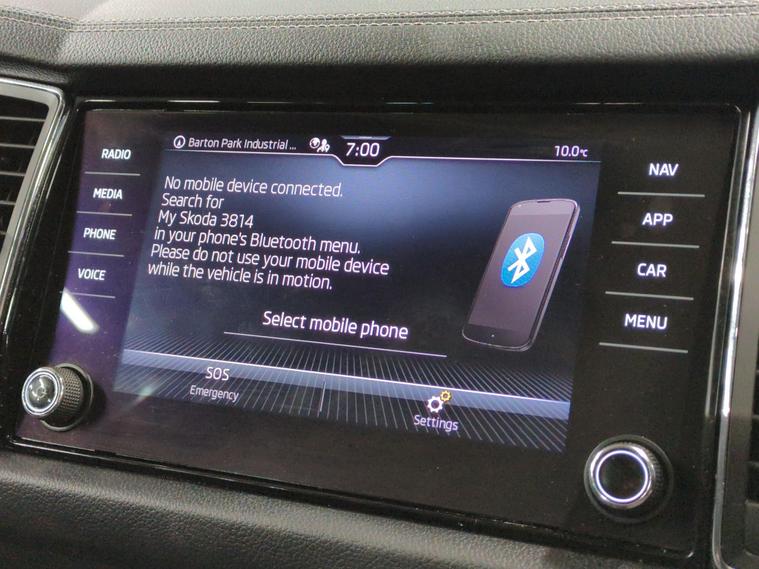 Barton Park Industrial ...
7:00
10.0°C
RADIO
MEDIA
PHONE
VOICE
No mobile device connected.
Search for
My Skoda 3814
in your phone's Bluetooth menu.
Please do not use your mobile device
while the vehicle is in motion.
Select mobile phone
SOS
Emergency
Settings
NAV
APP
CAR
MENU